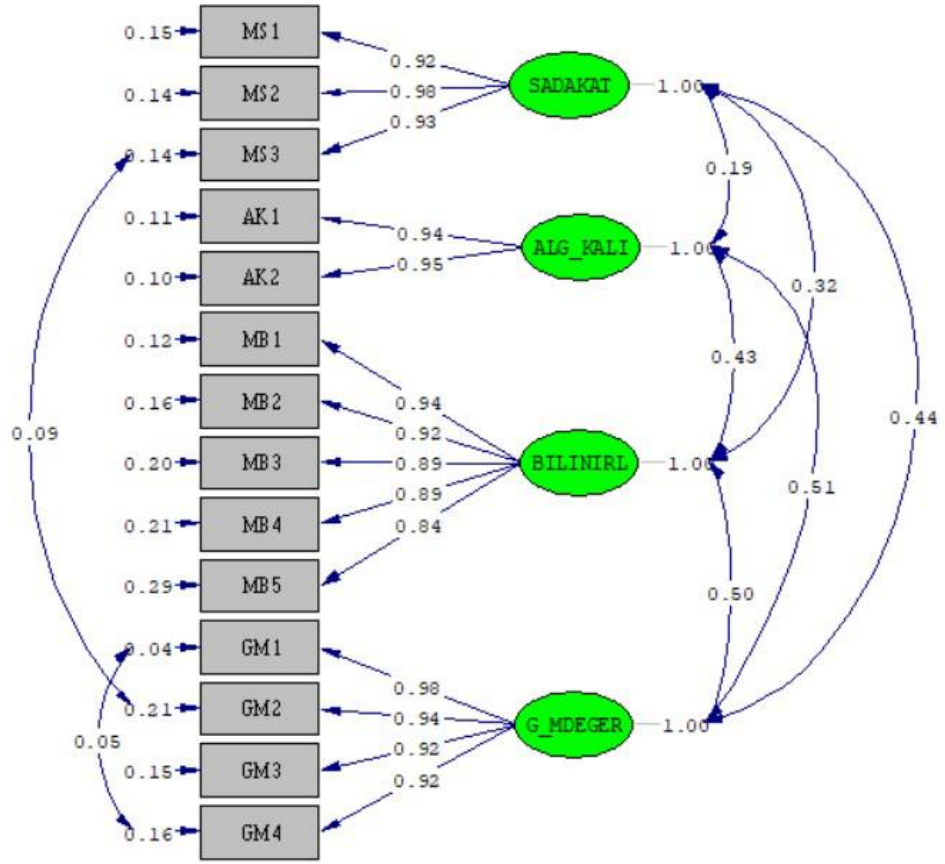 0.15 MS1
0.92
SADAKAT 1.00
0.14 MS2
0.98
0.93
0.14 MS3
0.19
0.11 AK1
0.94
ALG_KALI 1.00
0.95
0.10 AK2
0.32
0.12 MB1
0.43
0.16 MB2
0.94
0.92
0.44
0.09
0.20 MB3
0.89
BILINIRL 1.00
0.89
0.51
0.21 MB4
0.84
0.29 MB5
0.50
0.04 GM1
0.98
0.21 GM2
0.94
G_MDEGER 1.00
0.05
0.92
0.15 GM3
0.92
0.16 GM4